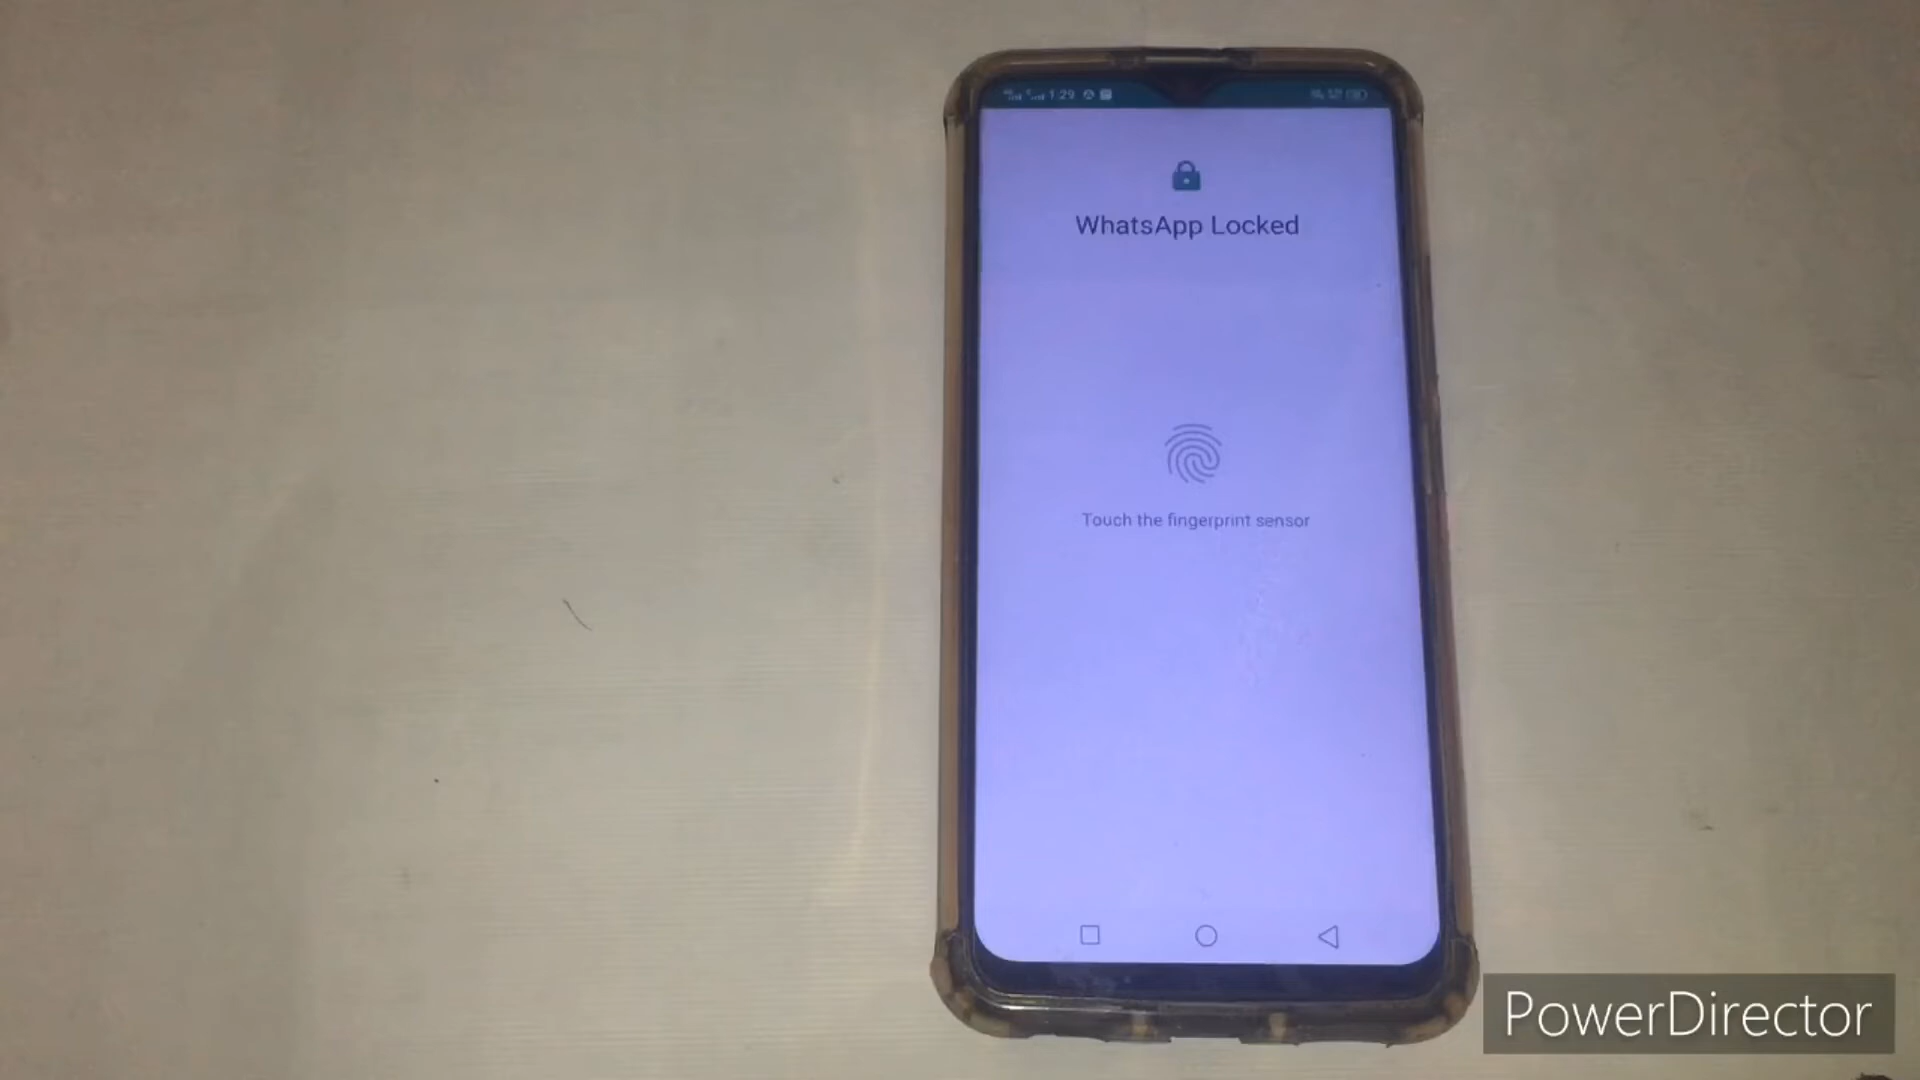 1:29
WhatsApp Locked
Touch the fingerprint sensor
PowerDirector